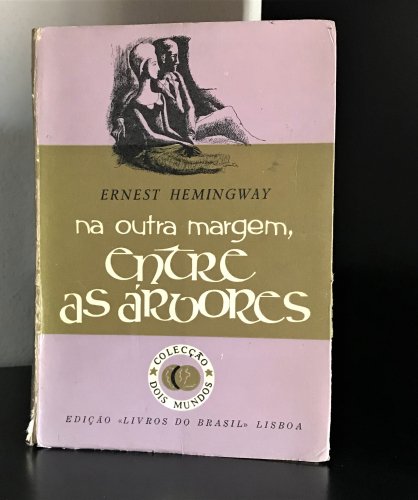 ERNEST HEMINGWAY
na outra margem,
entre
as árvores
COLECÇÃO
DOIS MUNDOS
EDIÇÃO «LIVROS DO BRASIL» LISBOA